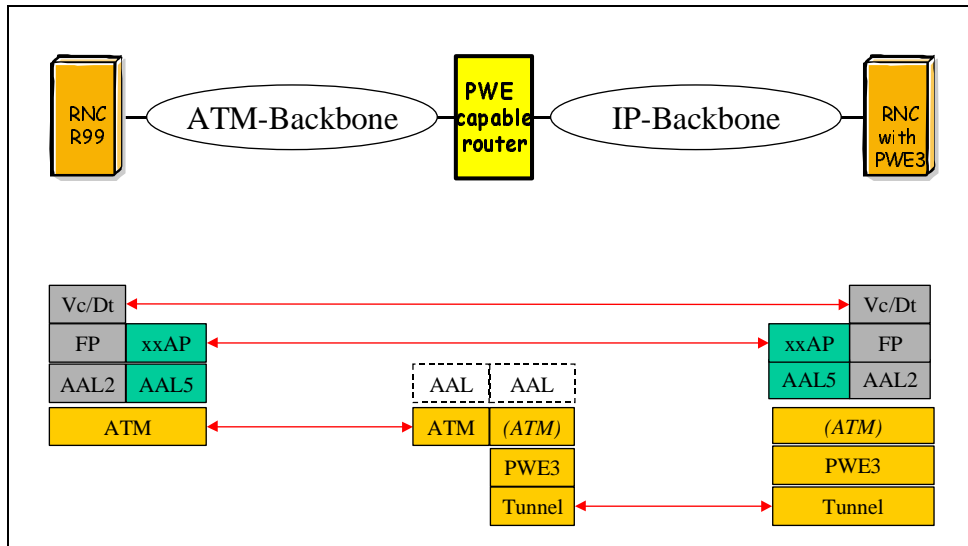 RNC
R99
ATM-Backbone
PWE
capable
router
IP-Backbone
RNC
with
PWE3
Vc/Dt
Vc/Dt
FP
xxAP
xxAP
FP
AAL2
AAL5
AAL
AAL
AAL5
AAL2
ATM
ATM
(ATM)
(ATM)
PWE3
PWE3
Tunnel
Tunnel